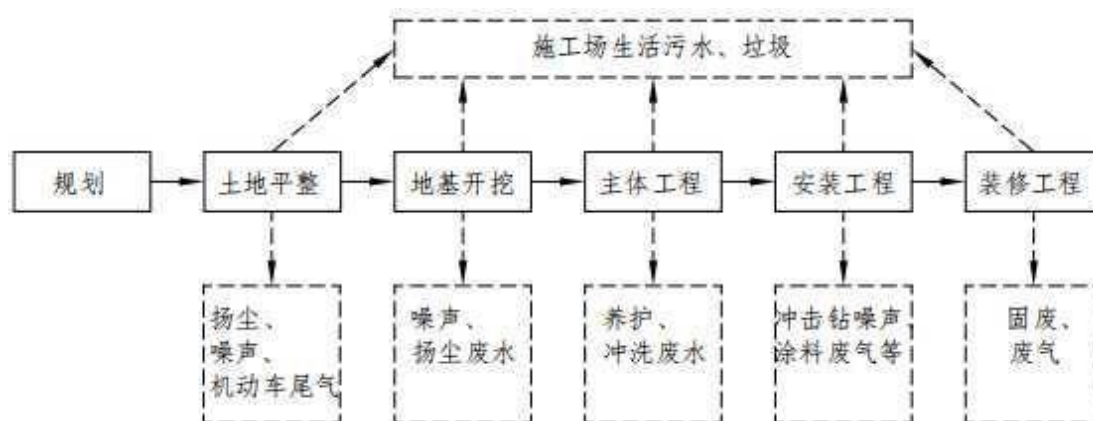 施工场生活污水、垃圾
规划
土地平整
地基开挖
主体工程
安装工程
装修工程
扬尘、
噪声、
机动车尾气
噪声、
扬尘废水
养护、
冲洗废水
冲击钻噪声、
涂料废气等
固废、
废气